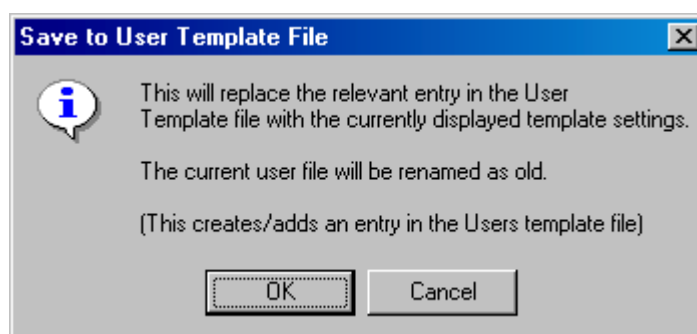 Save to User Template File
This will replace the relevant entry in the User
Template file with the currently displayed template settings.
The current user file will be renamed as old.
(This creates/adds an entry in the Users template file)
OK
Cancel